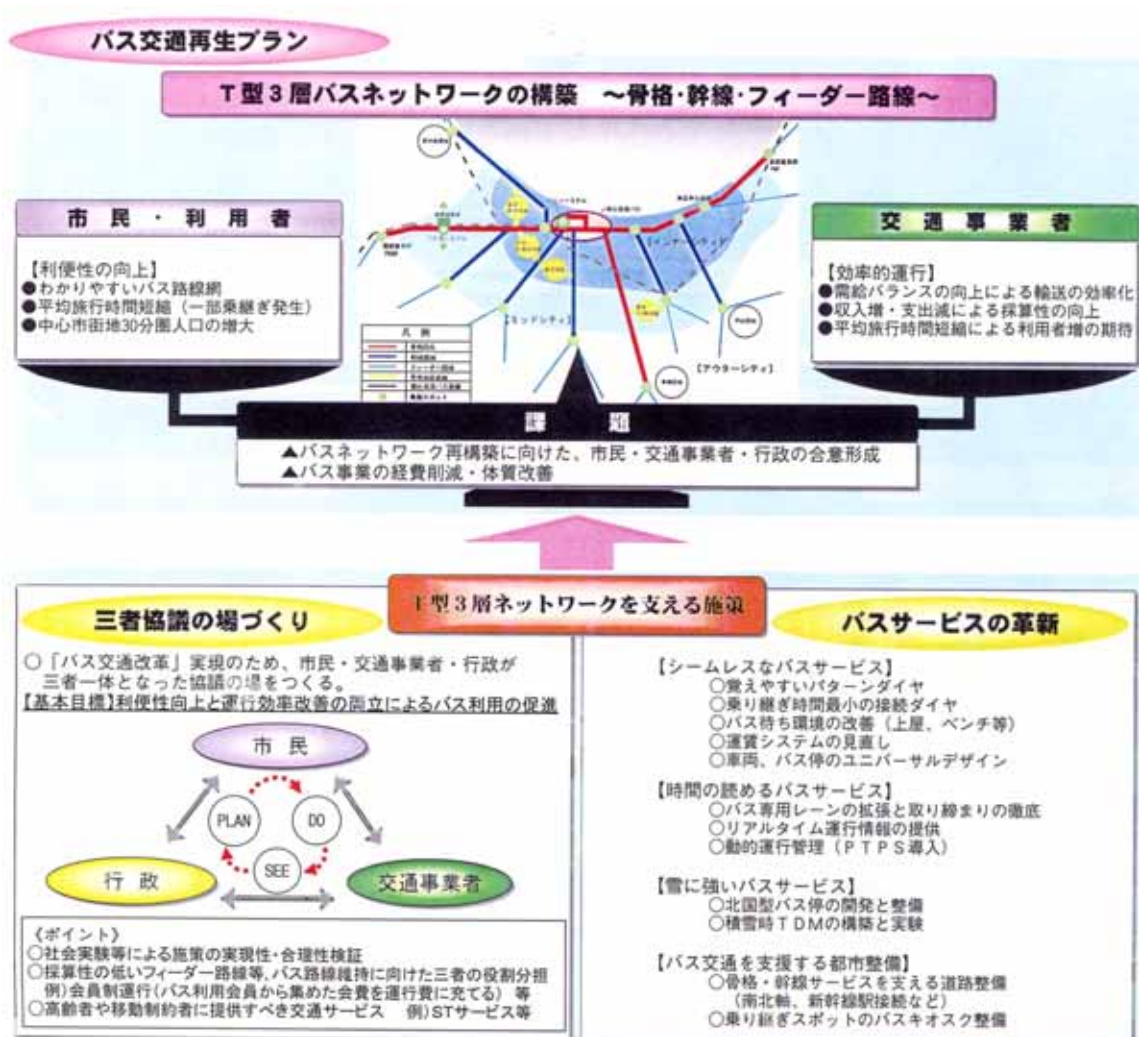 バス交通再生プラン
T型3層バスネットワークの構築 ～骨格・幹線・フィーダー路線～
市民・利用者
【利便性の向上】
●わかりやすいバス路線網
●平均旅行時間短縮（一部乗継ぎ発生）
●中心市街地30分圏人口の増大
【インナーシティ】
【ミッドシティ】
【アウターシティ】
凡例
交通事業者
【効率的運行】
●需給バランスの向上による輸送の効率化
●収入増・支出減による採算性の向上
●平均旅行時間短縮による利用者増の期待
課題
▲バスネットワーク再構築に向けた、市民・交通事業者・行政の合意形成
▲バス事業の経費削減・体質改善
T型3層ネットワークを支える施策
三者協議の場づくり
○「バス交通改革」実現のため、市民・交通事業者・行政が
三者一体となった協議の場をつくる。
【基本目標】利便性向上と運行効率改善の両立によるバス利用の促進
市民
PLAN
DO
SEE
行政
交通事業者
《ポイント》
○社会実験等による施策の実現性・合理性検証
○採算性の低いフィーダー路線等、バス路線維持に向けた三者の役割分担
例）会員制運行（バス利用会員から集めた会費を運行費に充てる）等
○高齢者や移動制約者に提供すべき交通サービス 例）STサービス等
バスサービスの革新
【シームレスなバスサービス】
○覚えやすいパターンダイヤ
○乗り継ぎ時間最小の接続ダイヤ
○バス待ち環境の改善（上屋、ベンチ等）
○運賃システムの見直し
○車両、バス停のユニバーサルデザイン
【時間の読めるバスサービス】
○バス専用レーンの拡張と取り締まりの徹底
○リアルタイム運行情報の提供
○動的運行管理（PTPS導入）
【雪に強いバスサービス】
○北国型バス停の開発と整備
○積雪時TDMの構築と実験
【バス交通を支援する都市整備】
○骨格・幹線サービスを支える道路整備
（南北軸、新幹線駅接続など）
○乗り継ぎスポットのバスキオスク整備